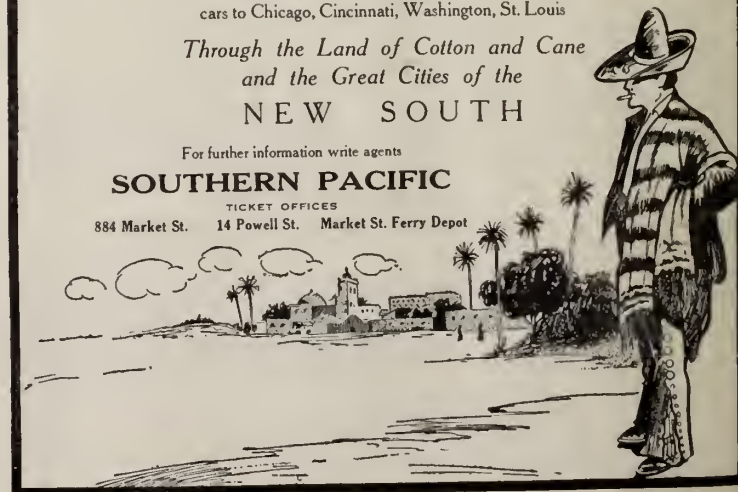 cars to Chicago, Cincinnati, Washington, St. Louis
Through the Land of Cotton and Cane
and the Great Cities of the
NEW SOUTH
For further information write agents
SOUTHERN PACIFIC
TICKET OFFICES
884 Market St. 14 Powell St. Market St. Ferry Depot